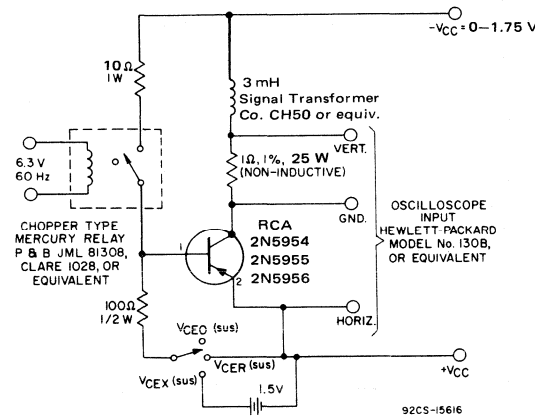 −VCC = 0–1.75 V
10Ω
1W
3 mH
Signal Transformer
Co. CH50 or equiv.
VERT.
6.3 V
60 Hz
1Ω, 1%, 25 W
(NON-INDUCTIVE)
GND.
OSCILLOSCOPE
INPUT
HEWLETT-PACKARD
MODEL No. 130B,
OR EQUIVALENT
CHOPPER TYPE
MERCURY RELAY
P & B JML 81308,
CLARE 1028, OR
EQUIVALENT
RCA
2N5954
2N5955
2N5956
1
2
100Ω
1/2 W
HORIZ.
VCEO (sus)
VCER (sus)
VCEX (sus)
1.5V
+VCC
92CS-15616